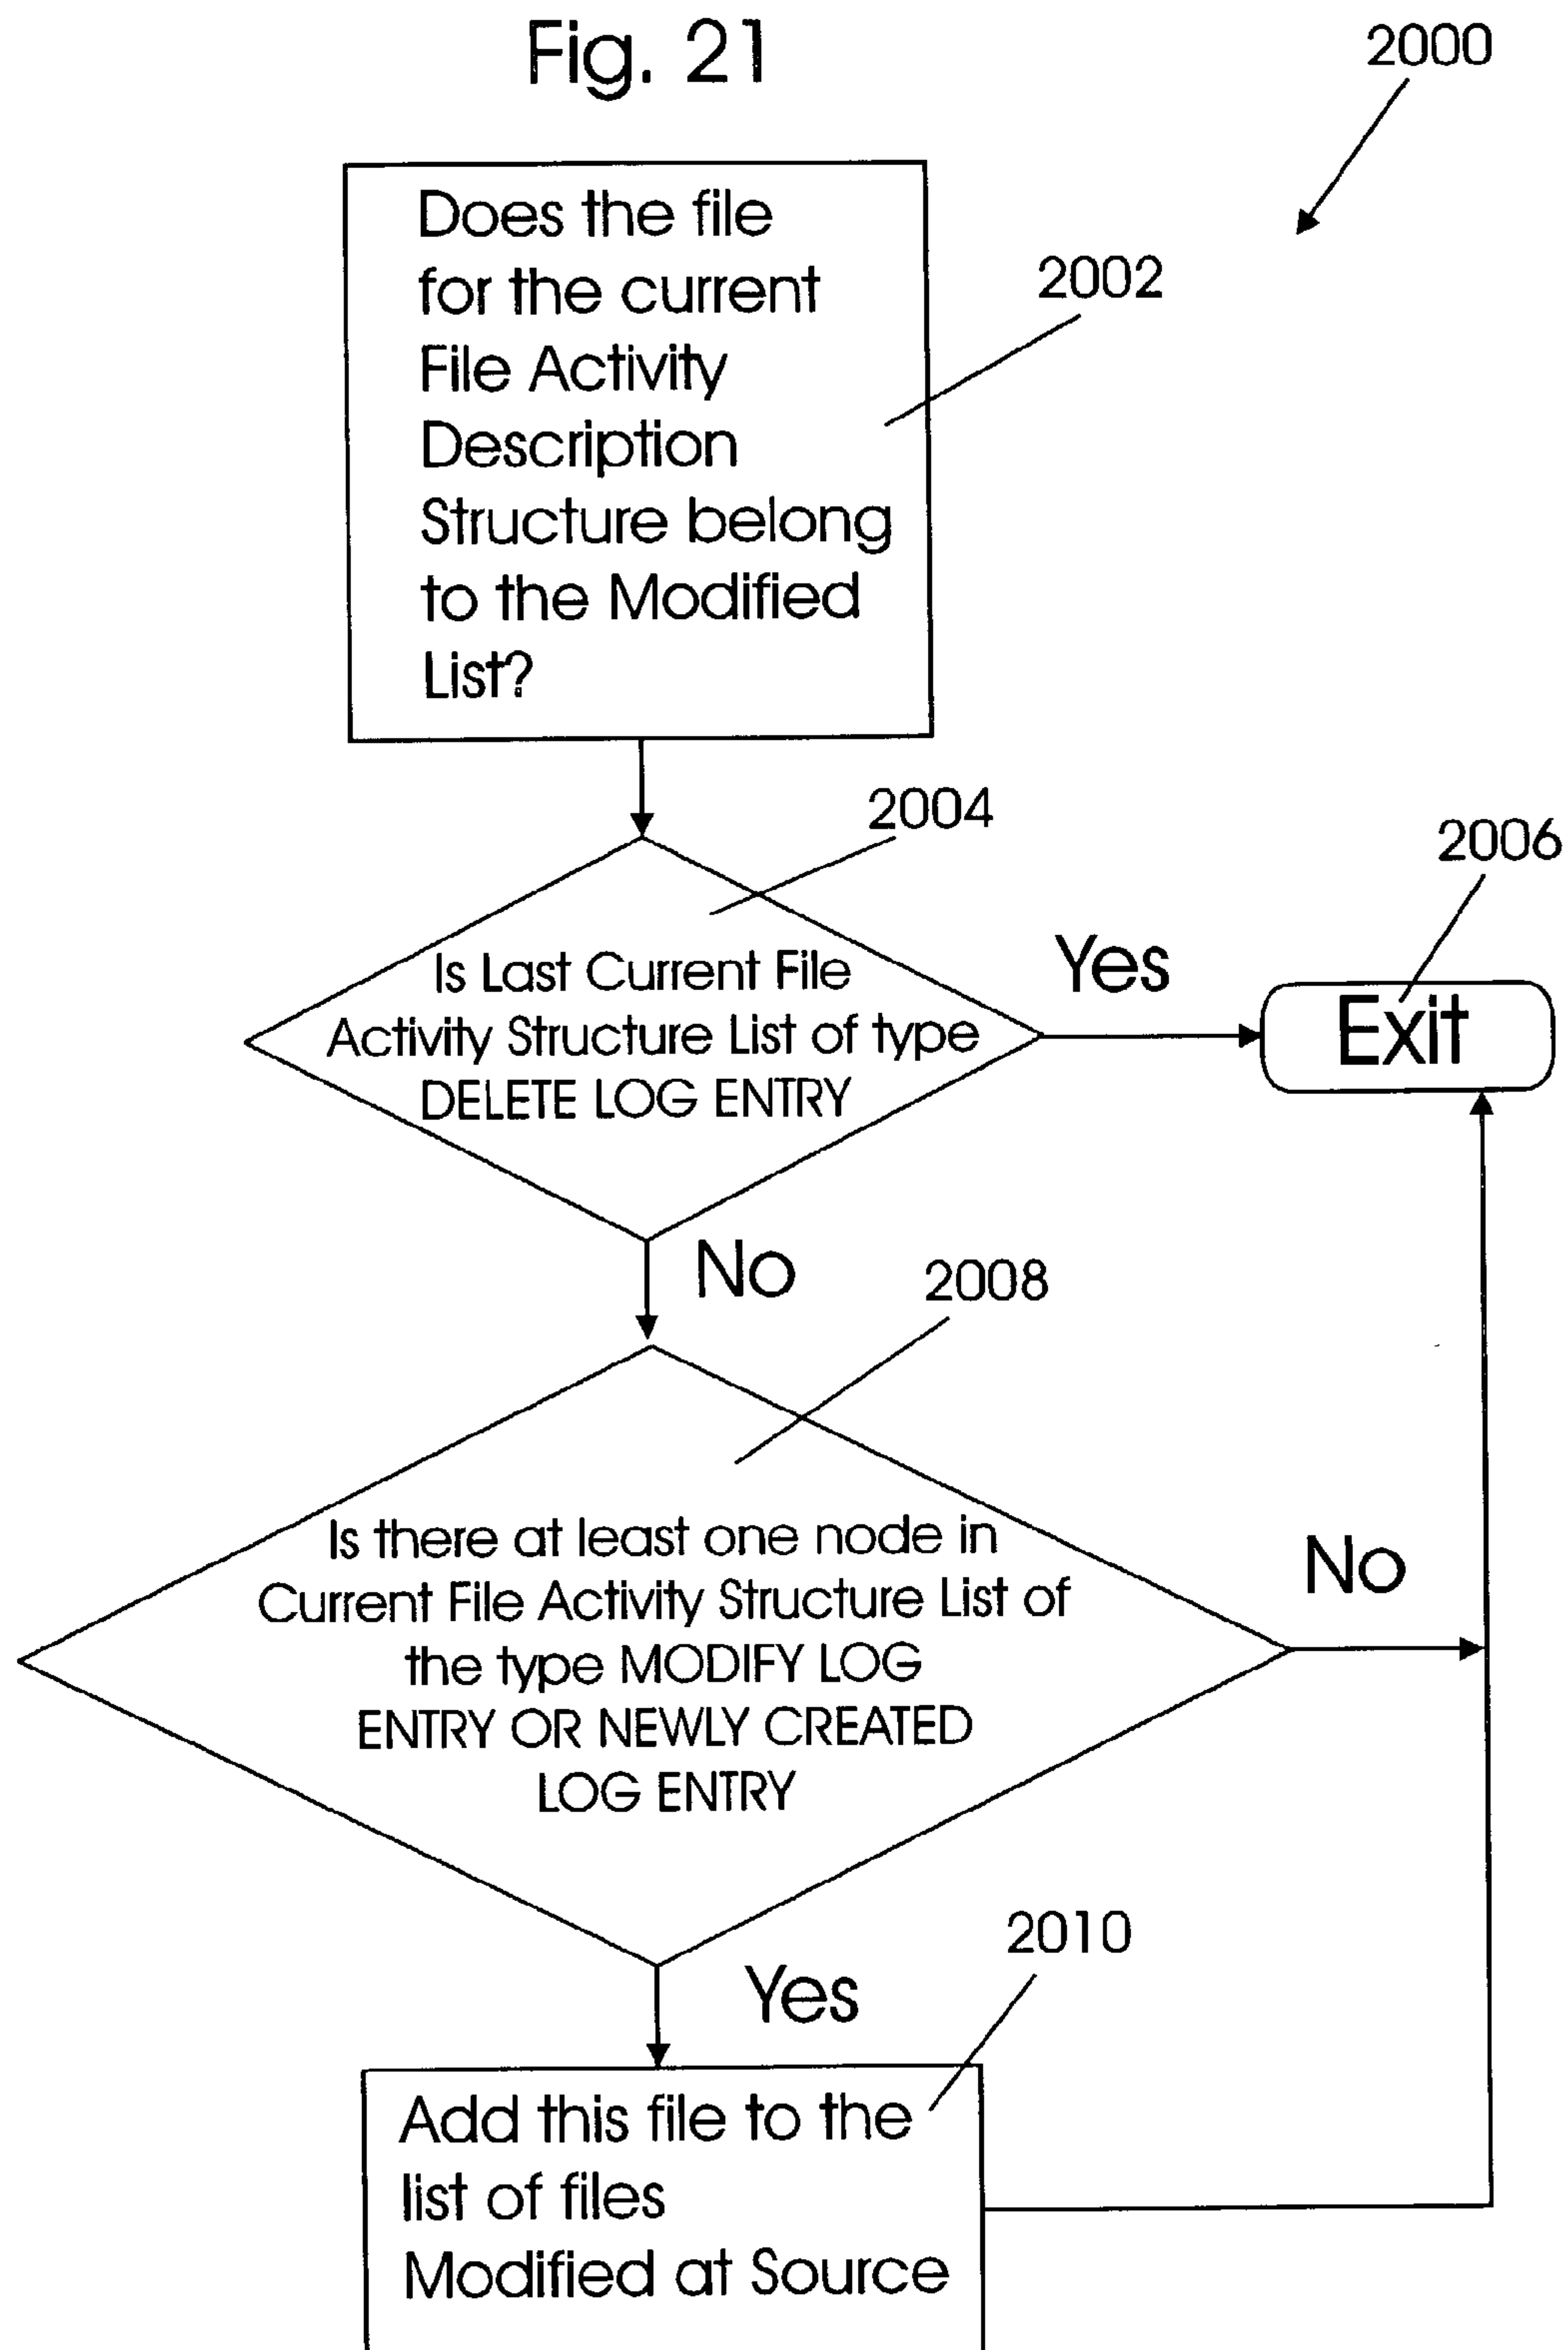 Fig. 21
2000
Does the file
for the current
File Activity
Description
Structure belong
to the Modified
List?
2002
2004
Is Last Current File
Activity Structure List of type
DELETE LOG ENTRY
Yes
2006
Exit
No
2008
Is there at least one node in
Current File Activity Structure List of
the type MODIFY LOG
ENTRY OR NEWLY CREATED
LOG ENTRY
No
Yes
2010
Add this file to the
list of files
Modified at Source